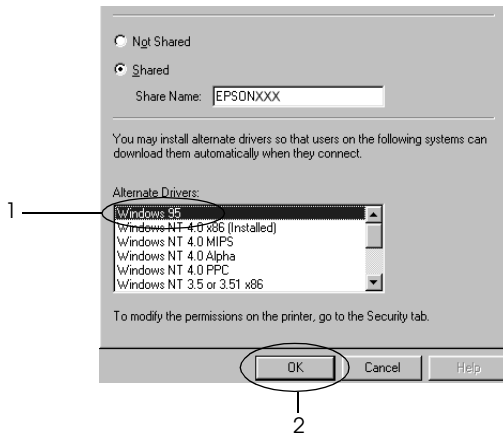 Not Shared
Shared
Share Name: EPSONXXX
You may install alternate drivers so that users on the following systems can
download them automatically when they connect.
Alternate Drivers:
1
Windows 95
Windows NT 4.0 x86 (Installed)
Windows NT 4.0 MIPS
Windows NT 4.0 Alpha
Windows NT 4.0 PPC
Windows NT 3.5 or 3.51 x86
To modify the permissions on the printer, go to the Security tab.
OK Cancel Help
2